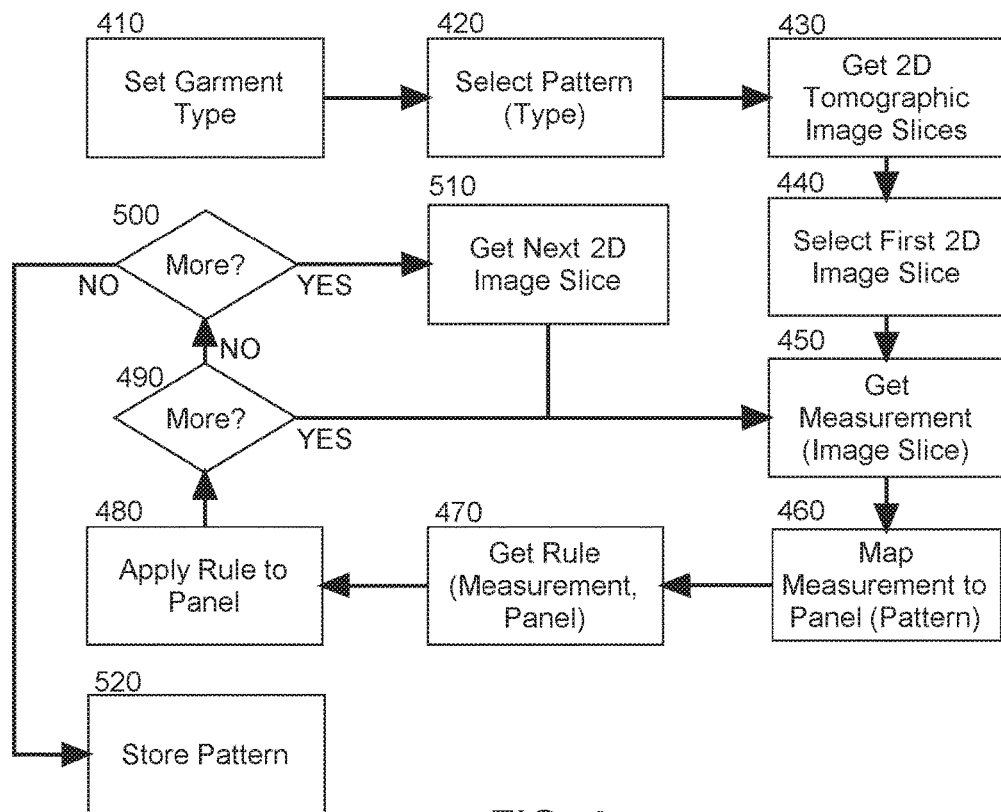 410
Set Garment
Type
420
Select Pattern
(Type)
430
Get 2D
Tomographic
Image Slices
440
Select First 2D
Image Slice
450
Get
Measurement
(Image Slice)
460
Map
Measurement to
Panel (Pattern)
470
Get Rule
(Measurement,
Panel)
480
Apply Rule to
Panel
490
More?
YES
NO
500
More?
YES
NO
510
Get Next 2D
Image Slice
520
Store Pattern